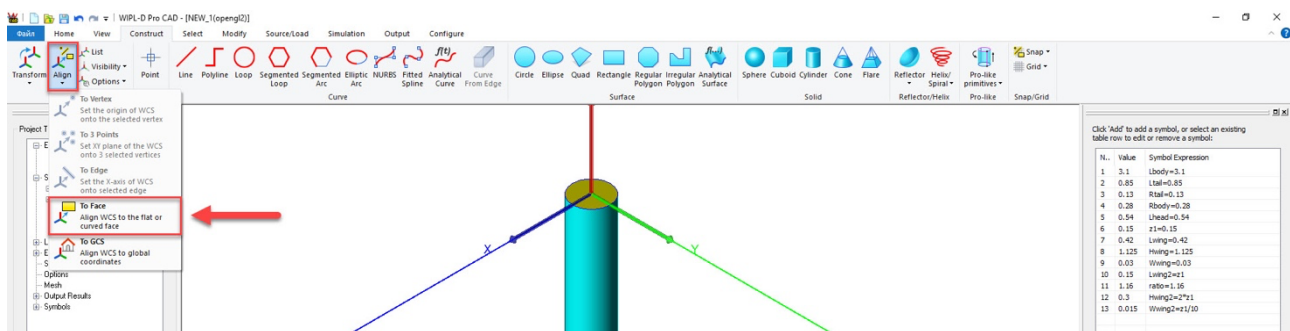 WIPL-D Pro CAD - [NEW_1(opengl2)]
Файл Home View Construct Select Modify Source/Load Simulation Output Configure
Transform Align List Visibility Options Point Line Polyline Loop Segmented Loop Segmented Arc Elliptic Arc NURBS Fitted Spline Analytical Curve Curve From Edge Circle Ellipse Quad Rectangle Regular Polygon Irregular Polygon Analytical Surface Sphere Cuboid Cylinder Cone Flare Reflector Helix/Spiral Pro-like primitives Snap Grid
f(t) f(u,v)
Curve Surface Solid Reflector/Helix Pro-like Snap/Grid
To Vertex
Set the origin of WCS
onto the selected vertex
To 3 Points
Set XY plane of the WCS
onto 3 selected vertices
To Edge
Set the X-axis of WCS
onto selected edge
To Face
Align WCS to the flat or
curved face
To GCS
Align WCS to global
coordinates
Project T
E
S
L
E
S
Options
Mesh
Output Results
Symbols
X
Y
Click 'Add' to add a symbol, or select an existing
table row to edit or remove a symbol:
N.. Value Symbol Expression
1 3.1 Lbody=3.1
2 0.85 Ltail=0.85
3 0.13 Rtail=0.13
4 0.28 Rbody=0.28
5 0.54 Lhead=0.54
6 0.15 z1=0.15
7 0.42 Lwing=0.42
8 1.125 Hwing=1.125
9 0.03 Wwing=0.03
10 0.15 Lwing2=z1
11 1.16 ratio=1.16
12 0.3 Hwing2=2*z1
13 0.015 Wwing2=z1/10